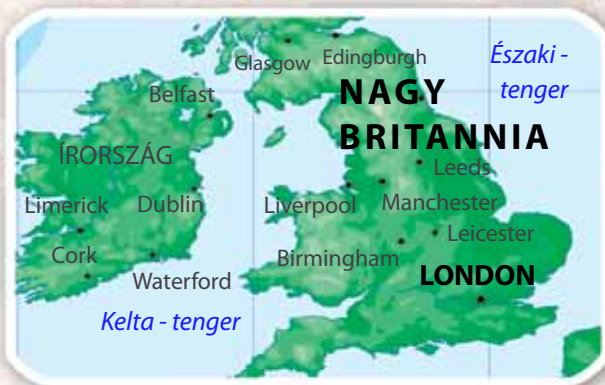 Glasgow
Edingburgh
Északi -
tenger
Belfast
NAGY
BRITANNIA
ÍRORSZÁG
Leeds
Limerick
Dublin
Liverpool
Manchester
Leicester
Cork
Birmingham
Waterford
LONDON
Kelta - tenger